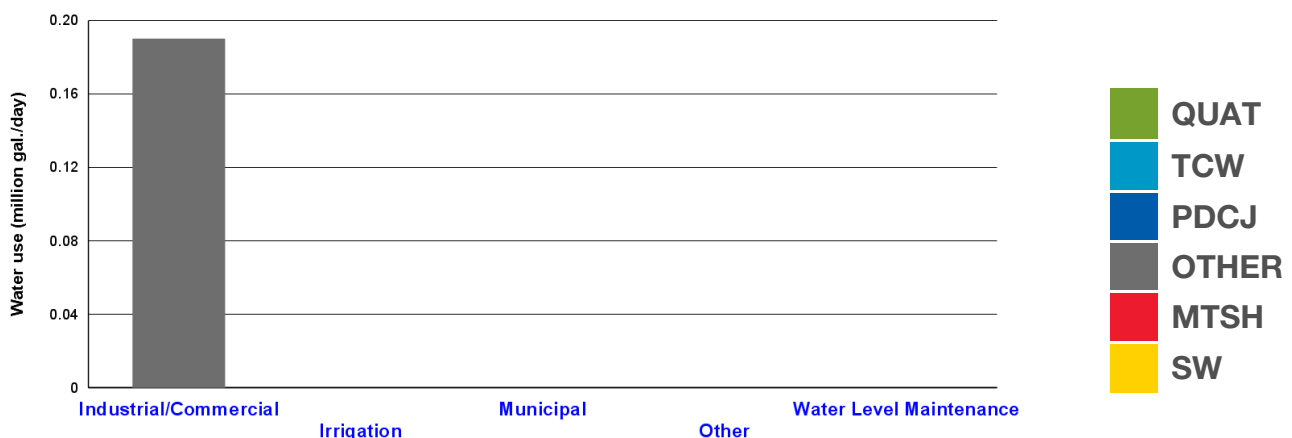 Water use (million gal./day)
0.20
0.16
0.12
0.08
0.04
0
Industrial/Commercial
Irrigation
Municipal
Other
Water Level Maintenance
QUAT
TCW
PDCJ
OTHER
MTSH
SW